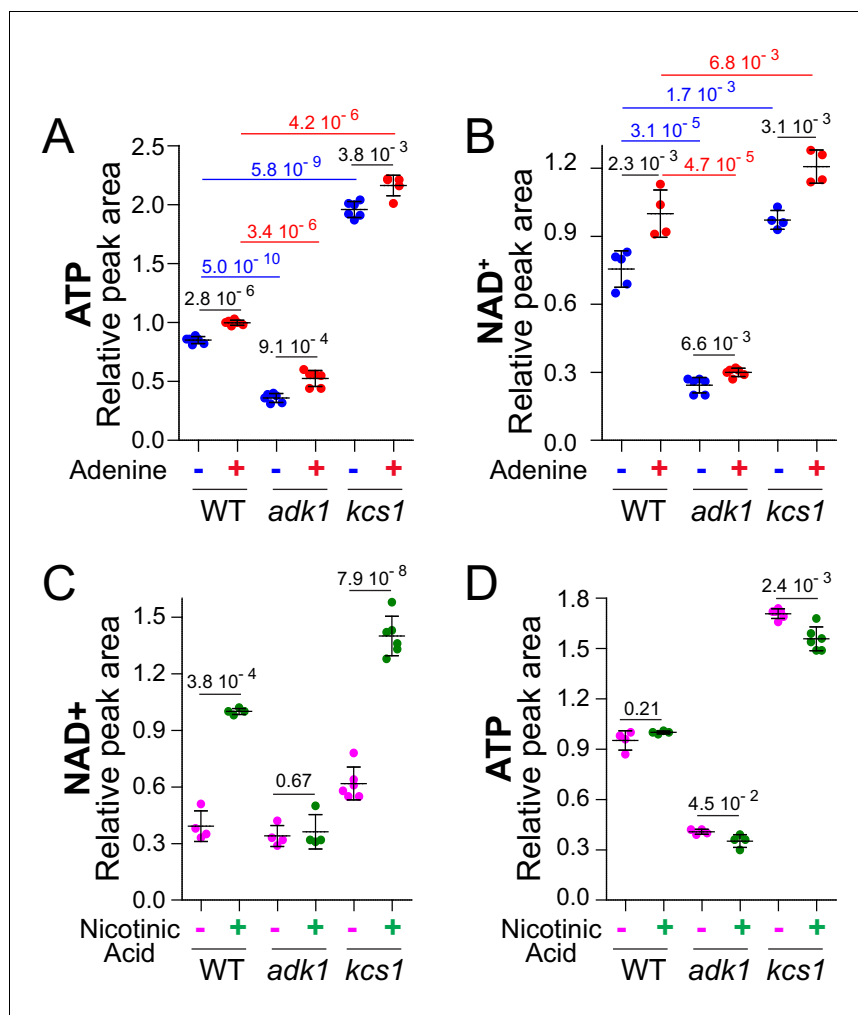 A
ATP
Relative peak area
2.5
2.0
1.5
1.0
0.5
0.0
4.2 10⁻⁶
5.8 10⁻⁹
3.8 10⁻³
3.4 10⁻⁶
5.0 10⁻¹⁰
2.8 10⁻⁶
9.1 10⁻⁴
Adenine - + - + - +
WT adk1 kcs1
B
NAD⁺
Relative peak area
1.2
0.9
0.6
0.3
0.0
6.8 10⁻³
1.7 10⁻³
3.1 10⁻⁵
3.1 10⁻³
2.3 10⁻³
4.7 10⁻⁵
6.6 10⁻³
Adenine - + - + - +
WT adk1 kcs1
C
NAD+
Relative peak area
1.5
1.2
0.9
0.6
0.3
0.0
7.9 10⁻⁸
3.8 10⁻⁴
0.67
Nicotinic - + - + - +
Acid
WT adk1 kcs1
D
ATP
Relative peak area
1.8
1.5
1.2
0.9
0.6
0.3
0.0
2.4 10⁻³
0.21
4.5 10⁻²
Nicotinic - + - + - +
Acid
WT adk1 kcs1